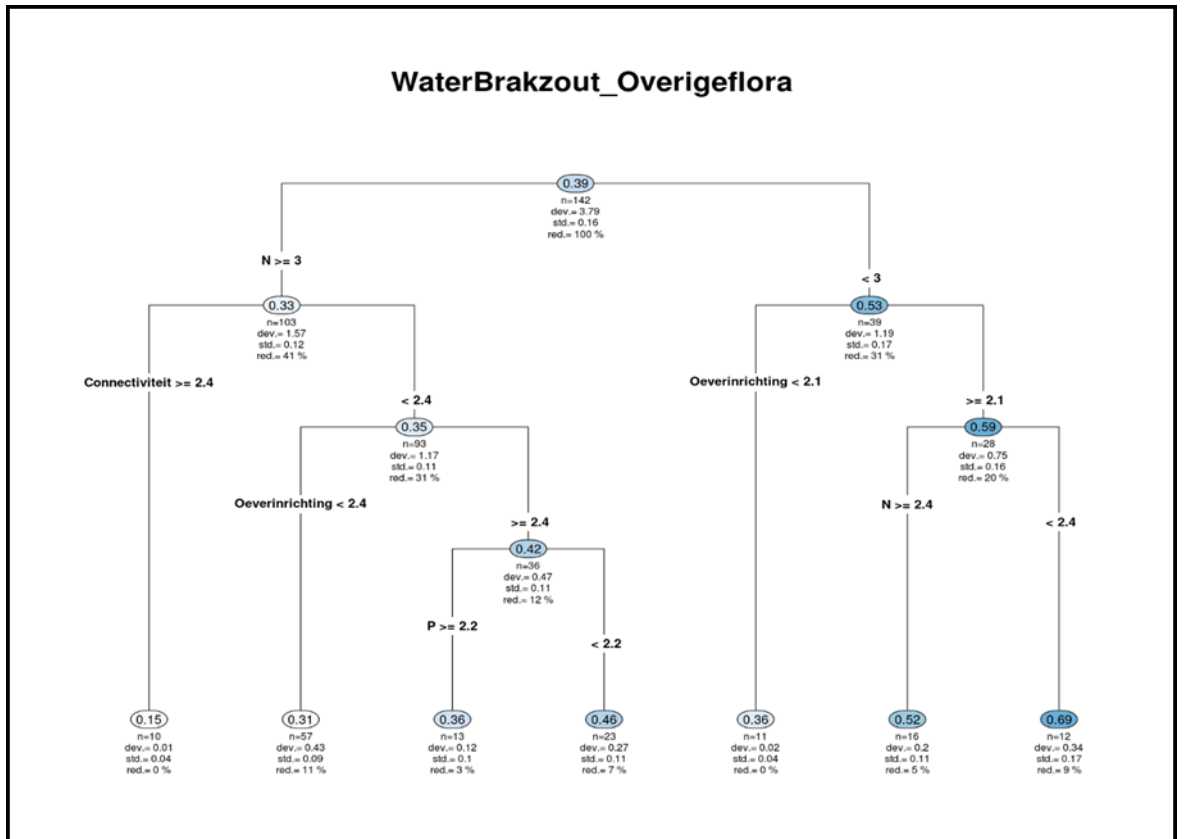 WaterBrakzout_Overigeflora
0.39
n=142
dev.= 3.79
std.= 0.16
red.= 100 %
N >= 3
< 3
0.33
n=103
dev.= 1.57
std.= 0.12
red.= 41 %
0.53
n=39
dev.= 1.19
std.= 0.17
red.= 31 %
Connectiviteit >= 2.4
< 2.4
Oeverinrichting < 2.1
>= 2.1
0.35
n=93
dev.= 1.17
std.= 0.11
red.= 31 %
0.59
n=28
dev.= 0.75
std.= 0.16
red.= 20 %
Oeverinrichting < 2.4
>= 2.4
N >= 2.4
< 2.4
0.42
n=36
dev.= 0.47
std.= 0.11
red.= 12 %
P >= 2.2
< 2.2
0.15
n=10
dev.= 0.01
std.= 0.04
red.= 0 %
0.31
n=57
dev.= 0.43
std.= 0.09
red.= 11 %
0.36
n=13
dev.= 0.12
std.= 0.1
red.= 3 %
0.46
n=23
dev.= 0.27
std.= 0.11
red.= 7 %
0.36
n=11
dev.= 0.02
std.= 0.04
red.= 0 %
0.52
n=16
dev.= 0.2
std.= 0.11
red.= 5 %
0.69
n=12
dev.= 0.34
std.= 0.17
red.= 9 %